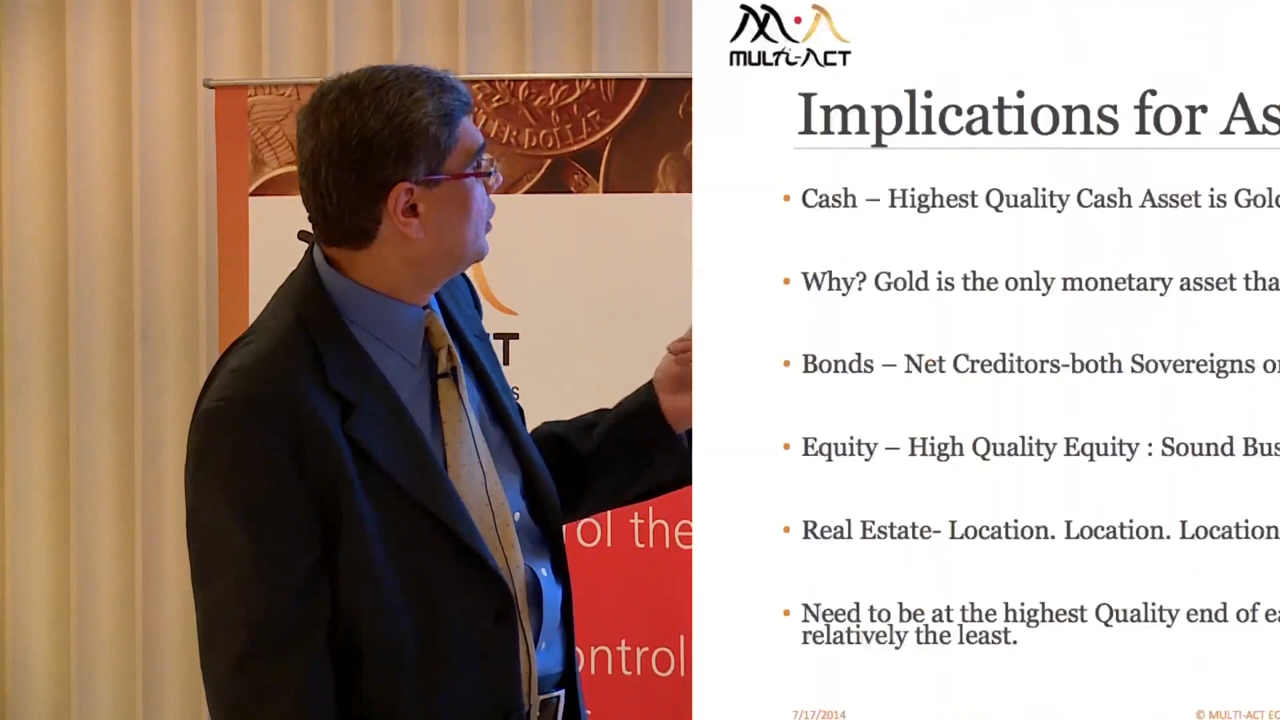 MULTI-ACT
Implications for As
• Cash – Highest Quality Cash Asset is Gold
• Why? Gold is the only monetary asset tha
• Bonds – Net Creditors-both Sovereigns or
• Equity – High Quality Equity : Sound Bus
• Real Estate- Location. Location. Location
• Need to be at the highest Quality end of ea
relatively the least.
7/17/2014
© MULTI-ACT EC
TER DOLLAR
T
S
ol the
ontrol